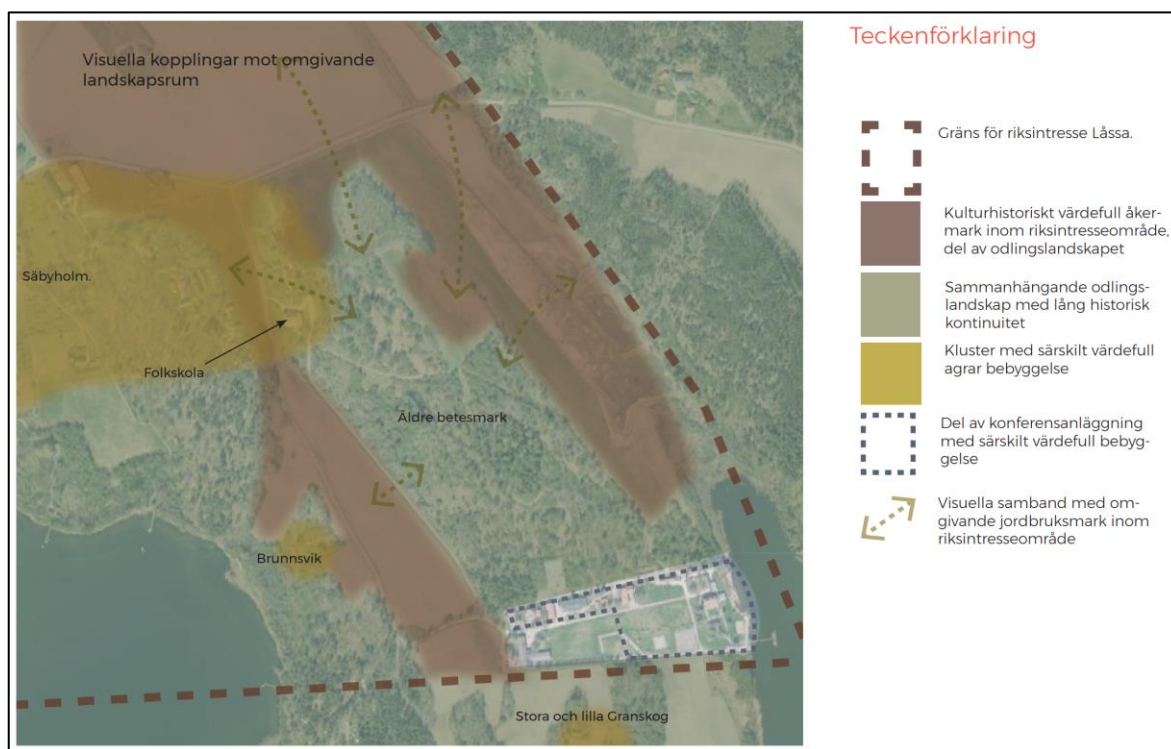 Visuella kopplingar mot omgivande
landskapsrum
Säbyholm.
Folkskola
Äldre betesmark
Brunnsvik
Stora och lilla Granskog
Teckenförklaring
Gräns för riksintresse Låssa.
Kulturhistoriskt värdefull åker-
mark inom riksintresseområde,
del av odlingslandskapet
Sammanhängande odlings-
landskap med lång historisk
kontinuitet
Kluster med särskilt värdefull
agrar bebyggelse
Del av konferensanläggning
med särskilt värdefull bebyg-
gelse
Visuella samband med om-
givande jordbruksmark inom
riksintresseområde